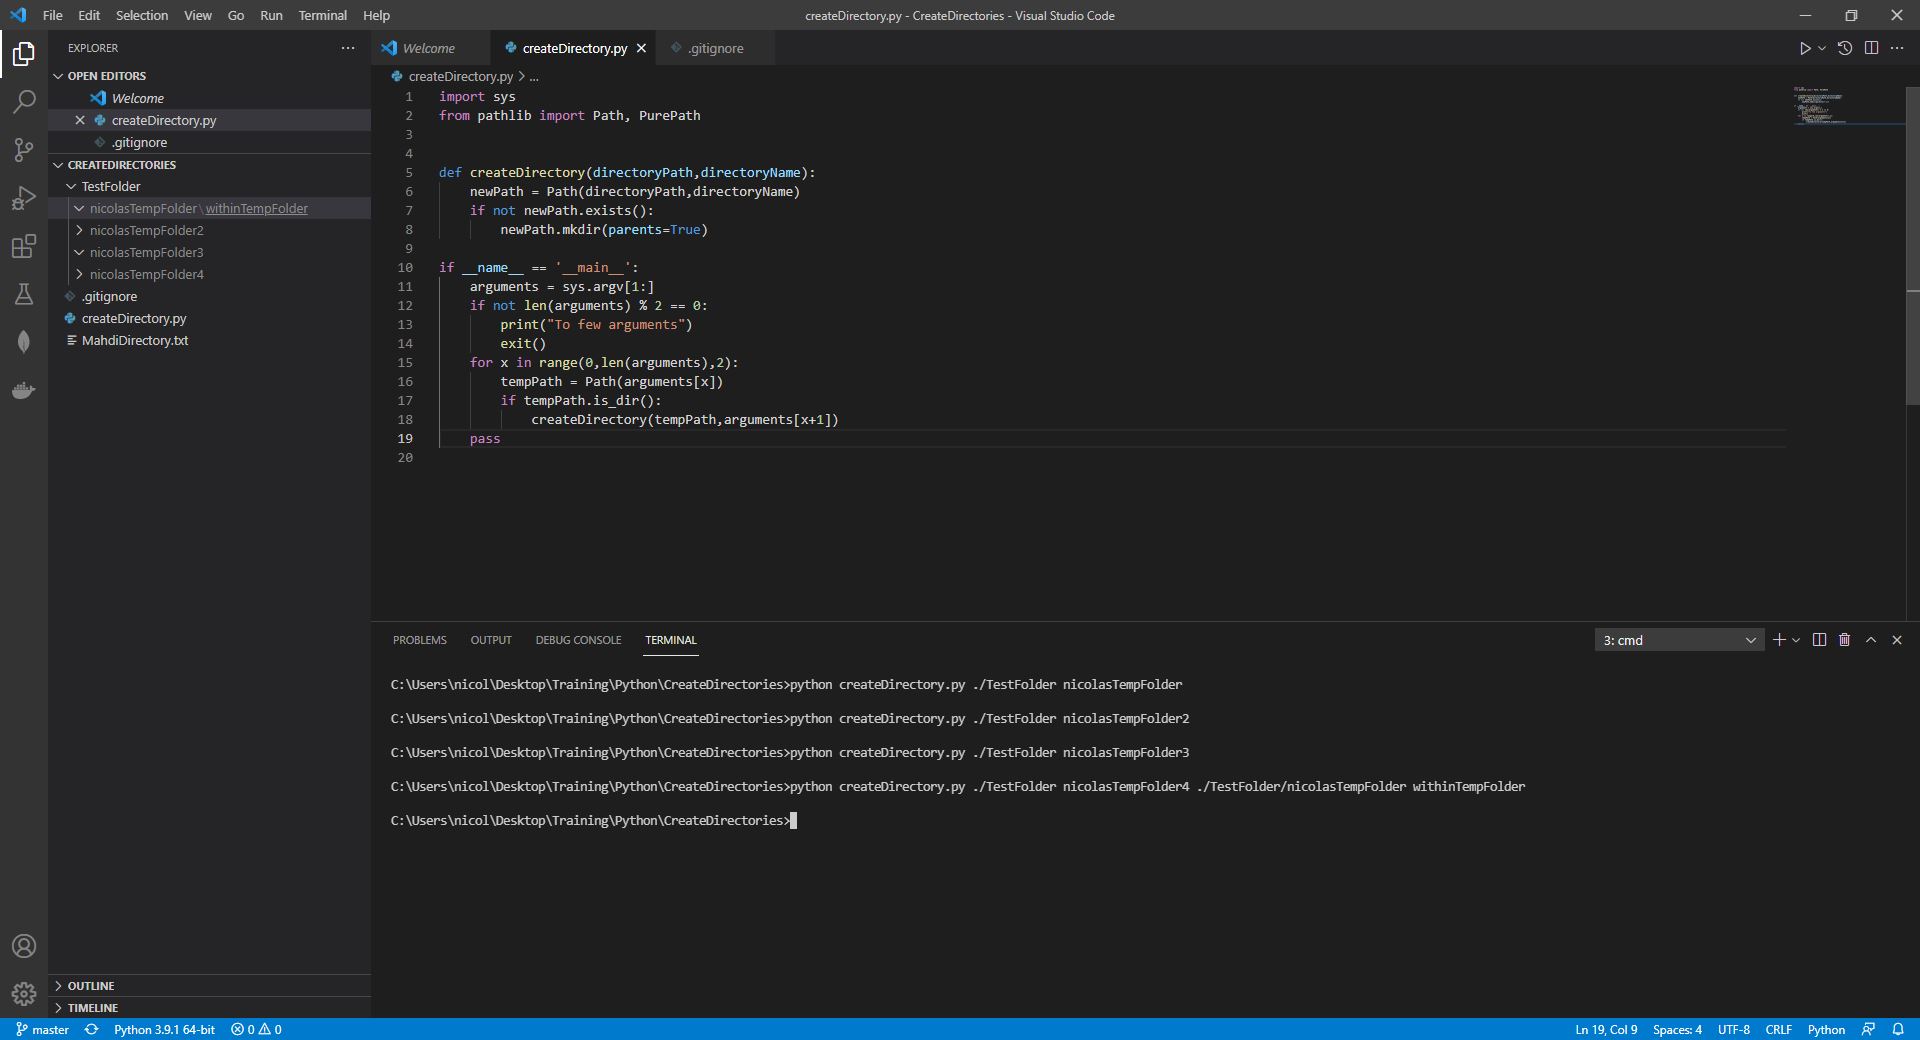 File Edit Selection View Go Run Terminal Help
createDirectory.py - CreateDirectories - Visual Studio Code
EXPLORER
OPEN EDITORS
Welcome
createDirectory.py
.gitignore
CREATEDIRECTORIES
TestFolder
nicolasTempFolder\withinTempFolder
nicolasTempFolder2
nicolasTempFolder3
nicolasTempFolder4
.gitignore
createDirectory.py
MahdiDirectory.txt
OUTLINE
TIMELINE
Welcome createDirectory.py .gitignore
createDirectory.py > ...
1 import sys
2 from pathlib import Path, PurePath
3
4
5 def createDirectory(directoryPath,directoryName):
6 newPath = Path(directoryPath,directoryName)
7 if not newPath.exists():
8 newPath.mkdir(parents=True)
9
10 if __name__ == '__main__':
11 arguments = sys.argv[1:]
12 if not len(arguments) % 2 == 0:
13 print("To few arguments")
14 exit()
15 for x in range(0,len(arguments),2):
16 tempPath = Path(arguments[x])
17 if tempPath.is_dir():
18 createDirectory(tempPath,arguments[x+1])
19 pass
20
PROBLEMS OUTPUT DEBUG CONSOLE TERMINAL
3: cmd
C:\Users\nicol\Desktop\Training\Python\CreateDirectories>python createDirectory.py ./TestFolder nicolasTempFolder
C:\Users\nicol\Desktop\Training\Python\CreateDirectories>python createDirectory.py ./TestFolder nicolasTempFolder2
C:\Users\nicol\Desktop\Training\Python\CreateDirectories>python createDirectory.py ./TestFolder nicolasTempFolder3
C:\Users\nicol\Desktop\Training\Python\CreateDirectories>python createDirectory.py ./TestFolder nicolasTempFolder4 ./TestFolder/nicolasTempFolder withinTempFolder
C:\Users\nicol\Desktop\Training\Python\CreateDirectories>
master Python 3.9.1 64-bit 0 0
Ln 19, Col 9 Spaces: 4 UTF-8 CRLF Python